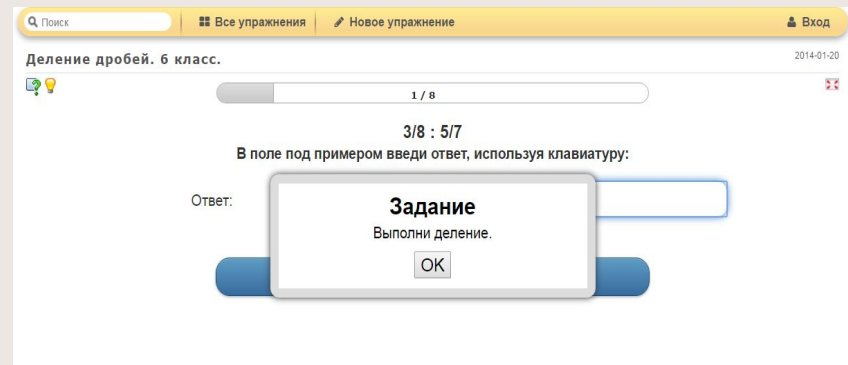 Поиск
Все упражнения
Новое упражнение
Вход
Деление дробей. 6 класс.
2014-01-20
1 / 8
3/8 : 5/7
В поле под примером введи ответ, используя клавиатуру:
Ответ:
Задание
Выполни деление.
OK